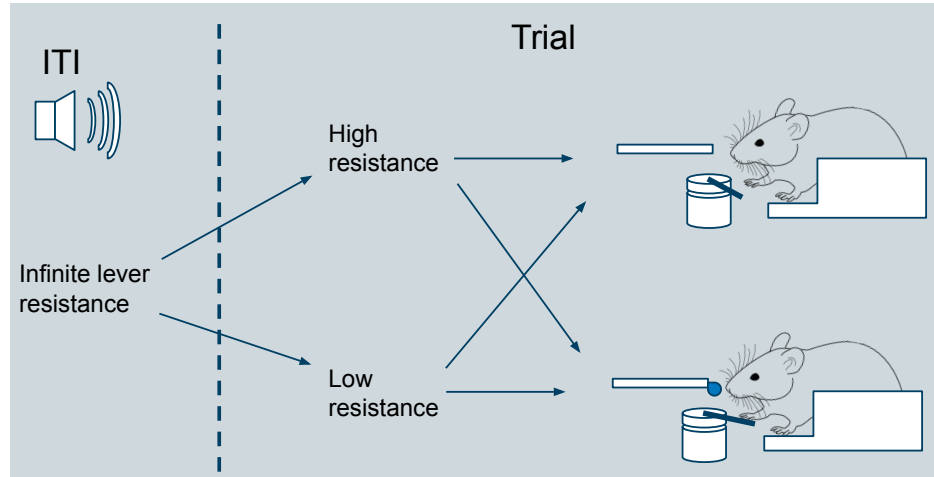 ITI
Trial
High
resistance
Infinite lever
resistance
Low
resistance